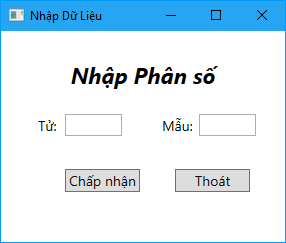 Nhập Dữ Liệu
Nhập Phân số
Tử: Mẫu:
Chấp nhận Thoát